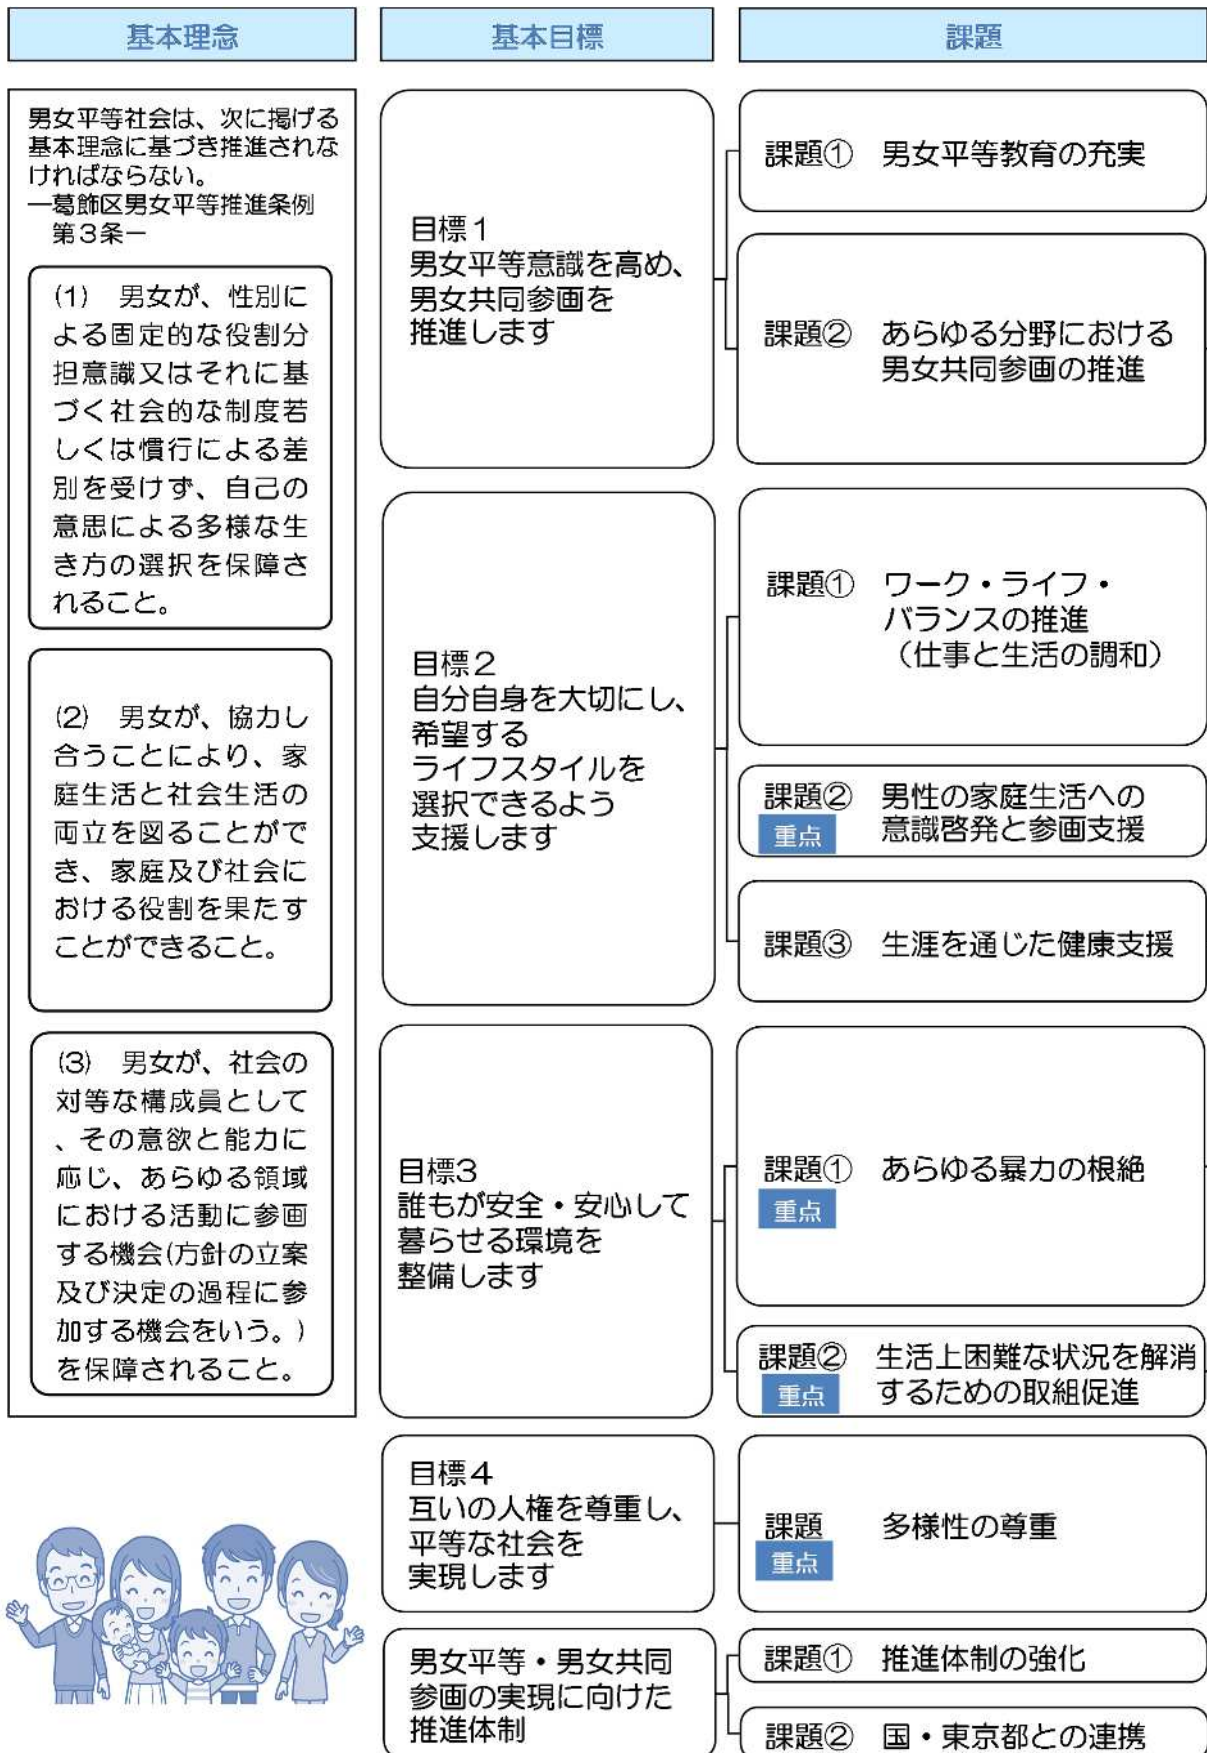 基本理念
基本目標
課題
男女平等社会は、次に掲げる
基本理念に基づき推進されな
ければならない。
―葛飾区男女平等推進条例
第３条－
(1)　男女が、性別に
よる固定的な役割分
担意識又はそれに基
づく社会的な制度若
しくは慣行による差
別を受けず、自己の
意思による多様な生
き方の選択を保障さ
れること。
(2)　男女が、協力し
合うことにより、家
庭生活と社会生活の
両立を図ることがで
き、家庭及び社会に
おける役割を果たす
ことができること。
(3)　男女が、社会の
対等な構成員として
、その意欲と能力に
応じ、あらゆる領域
における活動に参画
する機会(方針の立案
及び決定の過程に参
加する機会をいう。)
を保障されること。
目標１
男女平等意識を高め、
男女共同参画を
推進します
課題①　男女平等教育の充実
課題②　あらゆる分野における
男女共同参画の推進
目標２
自分自身を大切にし、
希望する
ライフスタイルを
選択できるよう
支援します
課題①　ワーク・ライフ・
バランスの推進
（仕事と生活の調和）
課題②　男性の家庭生活への
重点　意識啓発と参画支援
課題③　生涯を通じた健康支援
目標3
誰もが安全・安心して
暮らせる環境を
整備します
課題①　あらゆる暴力の根絶
重点
課題②　生活上困難な状況を解消
重点　するための取組促進
目標４
互いの人権を尊重し、
平等な社会を
実現します
課題　多様性の尊重
重点
男女平等・男女共同
参画の実現に向けた
推進体制
課題①　推進体制の強化
課題②　国・東京都との連携